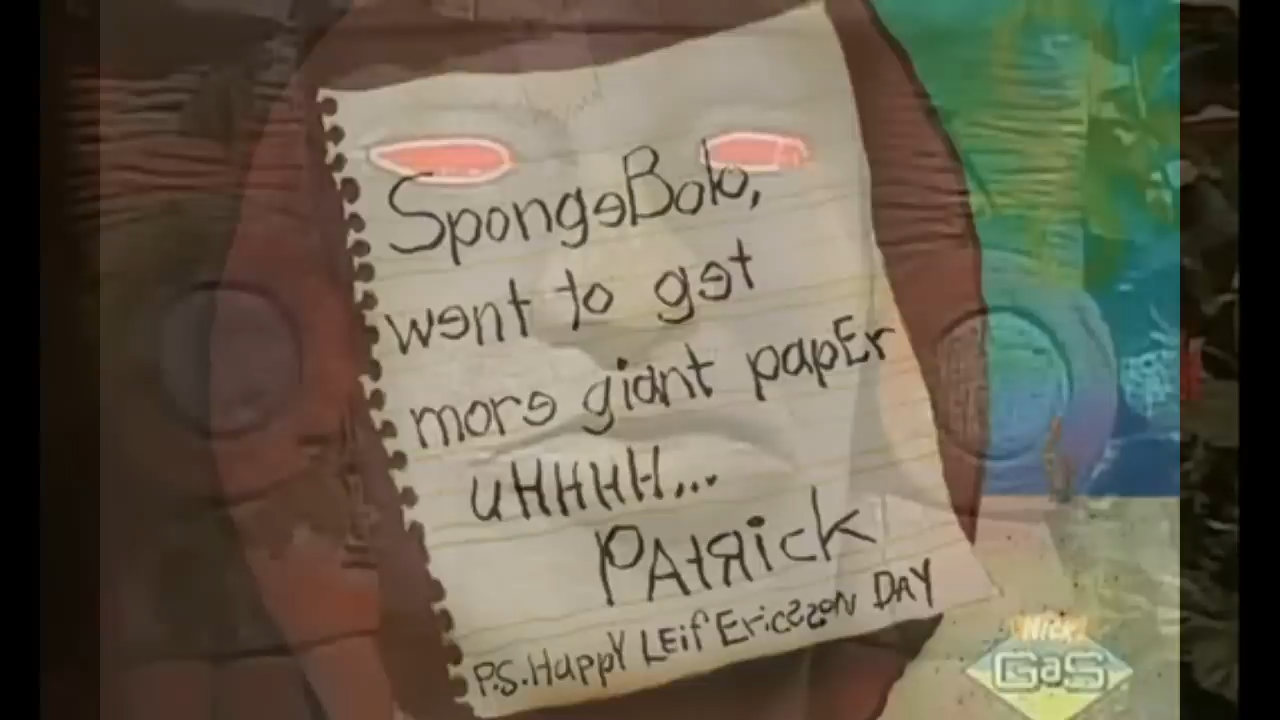 SpongeBob,
went to get
more giant papEr
uHHHH...
PAtRick
P.S. HappY LEif EricSSoN DAY
NICK
GaS